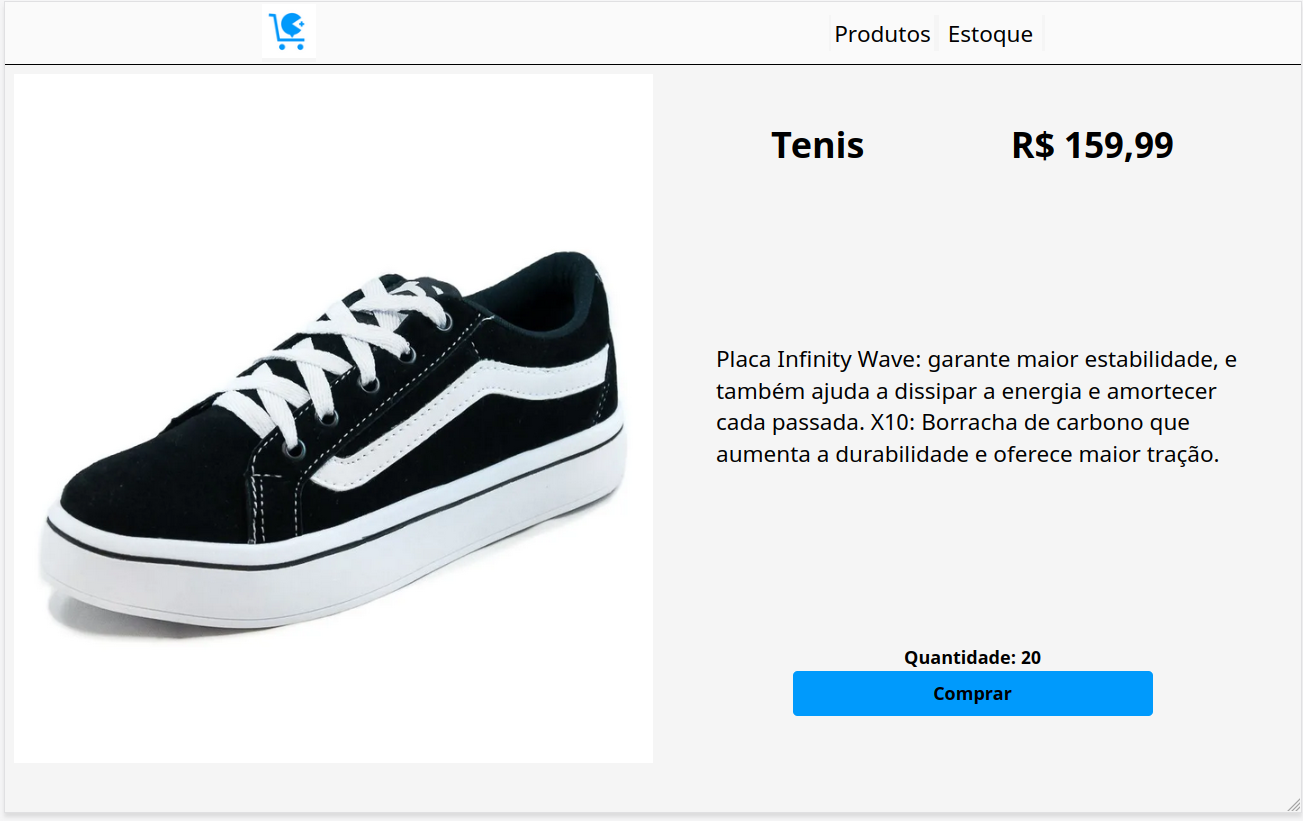 Produtos Estoque
Tenis R$ 159,99
Placa Infinity Wave: garante maior estabilidade, e
também ajuda a dissipar a energia e amortecer
cada passada. X10: Borracha de carbono que
aumenta a durabilidade e oferece maior tração.
Quantidade: 20
Comprar